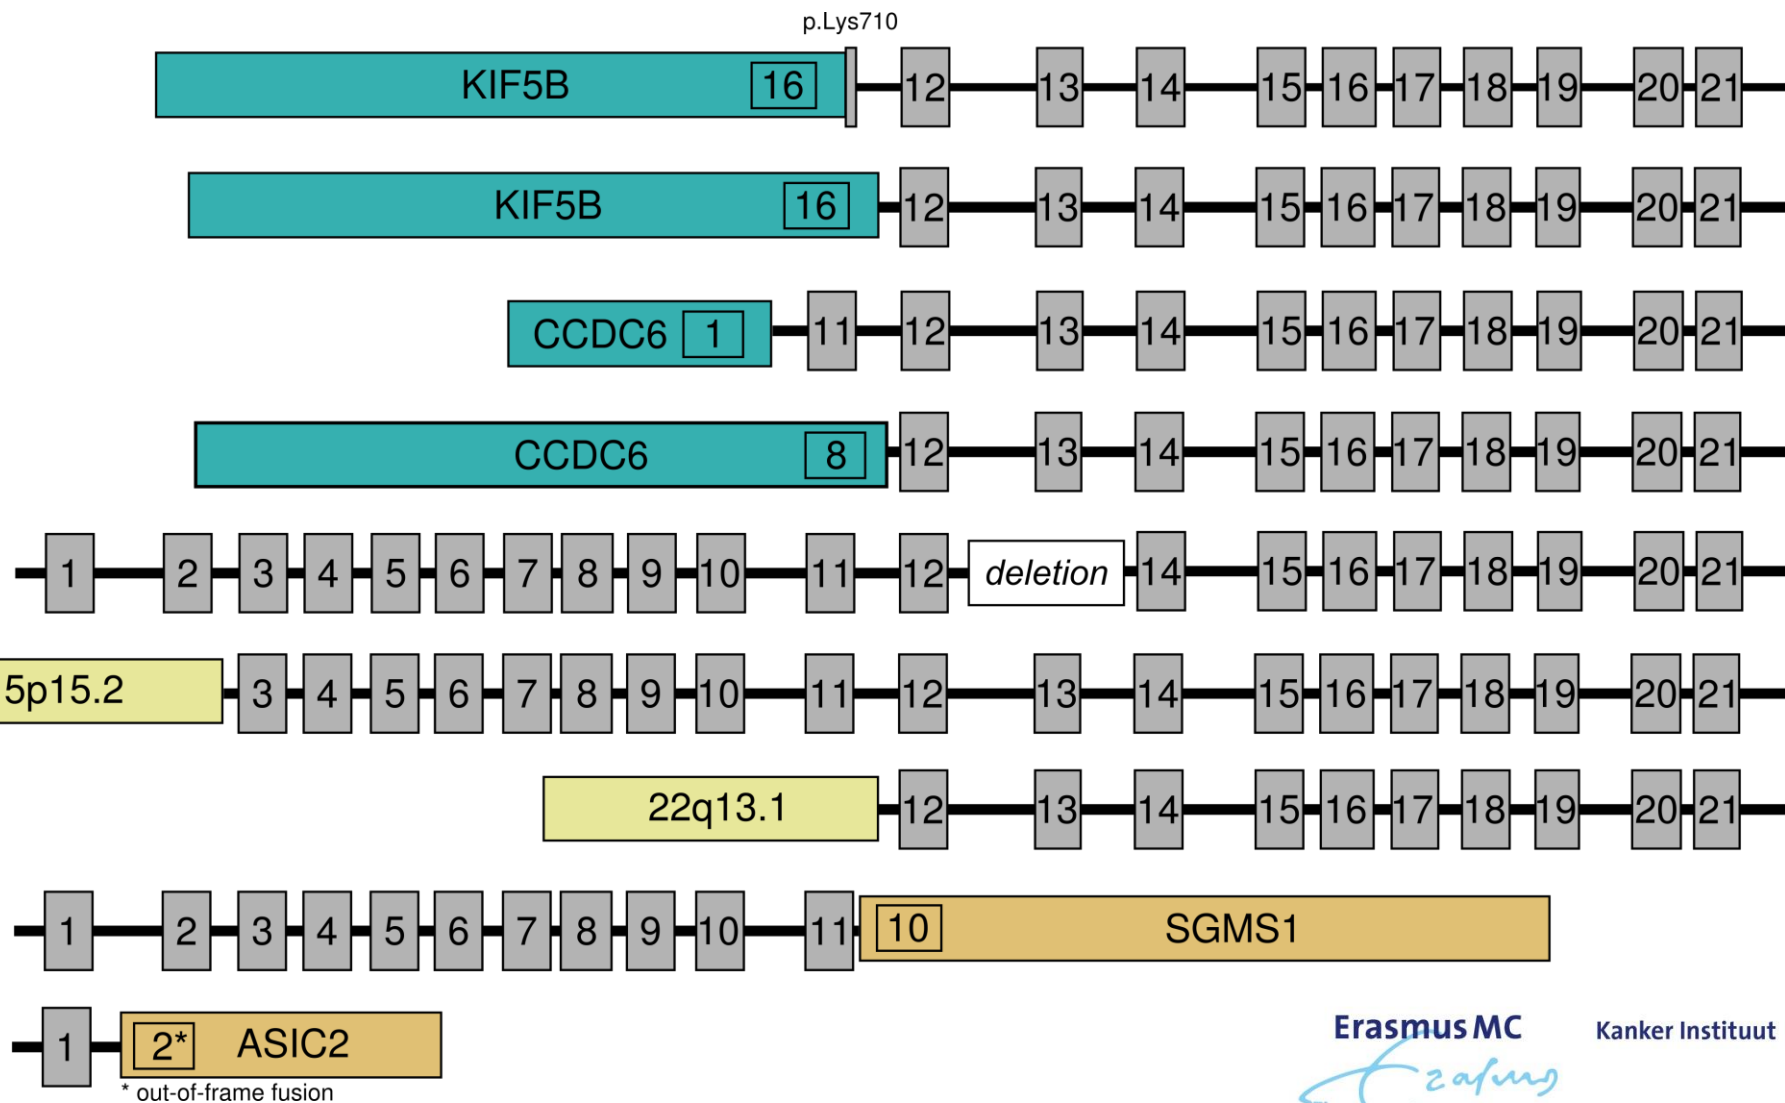 p.Lys710
KIF5B 16 12 13 14 15 16 17 18 19 20 21
KIF5B 16 12 13 14 15 16 17 18 19 20 21
CCDC6 1 11 12 13 14 15 16 17 18 19 20 21
CCDC6 8 12 13 14 15 16 17 18 19 20 21
1 2 3 4 5 6 7 8 9 10 11 12 deletion 14 15 16 17 18 19 20 21
5p15.2 3 4 5 6 7 8 9 10 11 12 13 14 15 16 17 18 19 20 21
22q13.1 12 13 14 15 16 17 18 19 20 21
1 2 3 4 5 6 7 8 9 10 11 10 SGMS1
1 2* ASIC2
* out-of-frame fusion
Erasmus MC Kanker Instituut
Erasmus